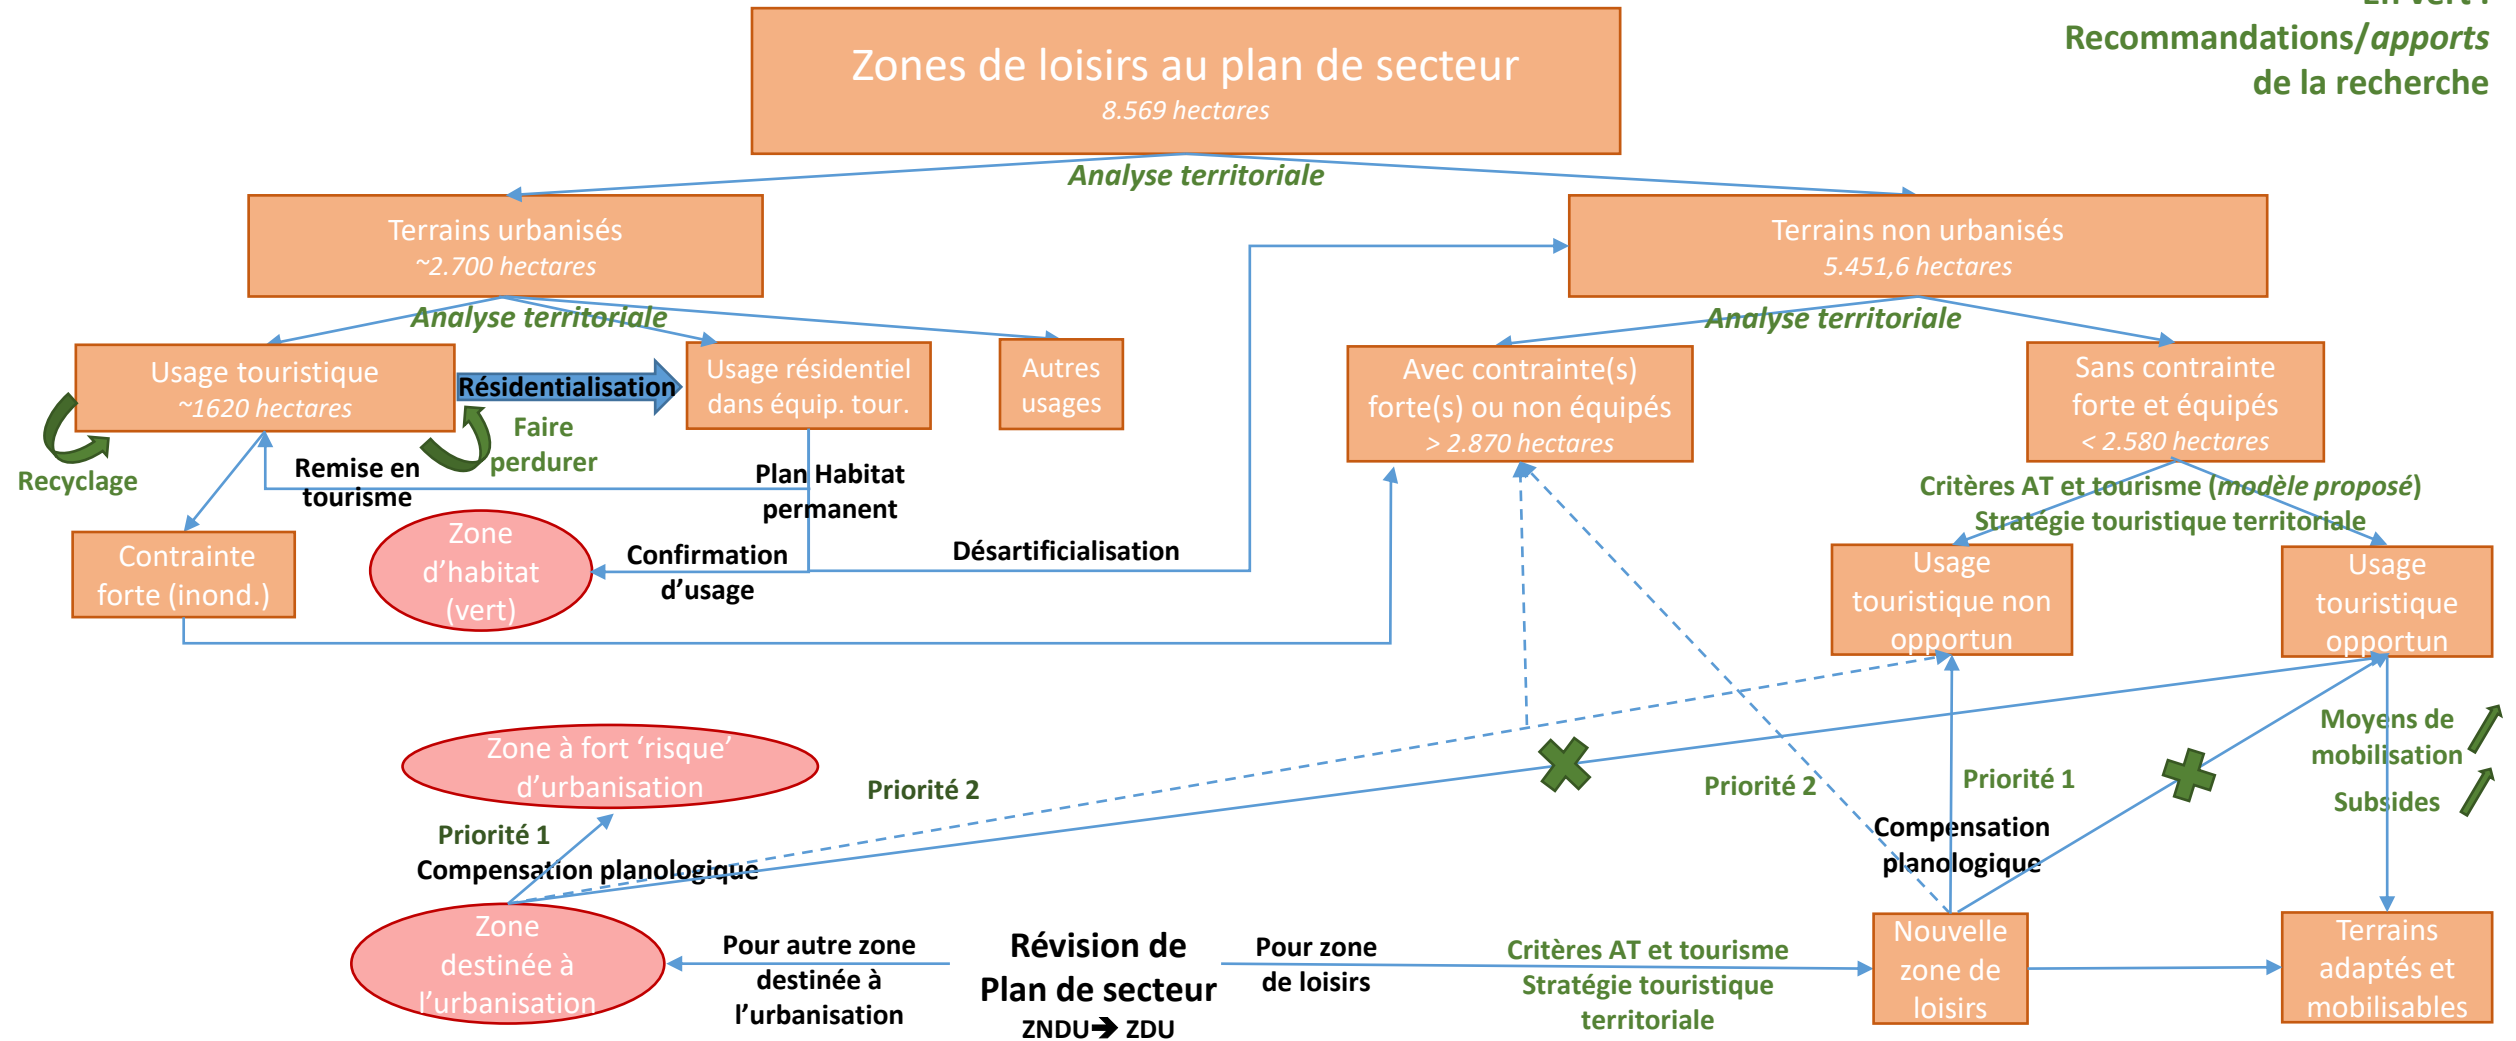 En vert :
Recommandations/apports
de la recherche
Zones de loisirs au plan de secteur
8.569 hectares
Analyse territoriale
Terrains urbanisés
~2.700 hectares
Terrains non urbanisés
5.451,6 hectares
Analyse territoriale
Analyse territoriale
Usage touristique
~1620 hectares
Résidentialisation
Usage résidentiel
dans équip. tour.
Autres
usages
Avec contrainte(s)
forte(s) ou non équipés
> 2.870 hectares
Sans contrainte
forte et équipés
< 2.580 hectares
Recyclage
Faire
perdurer
Remise en
tourisme
Plan Habitat
permanent
Critères AT et tourisme (modèle proposé)
Stratégie touristique territoriale
Contrainte
forte (inond.)
Zone
d'habitat
(vert)
Confirmation
d'usage
Désartificialisation
Usage
touristique non
opportun
Usage
touristique
opportun
Zone à fort 'risque'
d'urbanisation
Priorité 2
Priorité 2
Priorité 1
Moyens de
mobilisation
Subsides
Priorité 1
Compensation planologique
Compensation
planologique
Zone
destinée à
l'urbanisation
Pour autre zone
destinée à
l'urbanisation
Révision de
Plan de secteur
ZNDU➔ ZDU
Pour zone
de loisirs
Critères AT et tourisme
Stratégie touristique
territoriale
Nouvelle
zone de
loisirs
Terrains
adaptés et
mobilisables